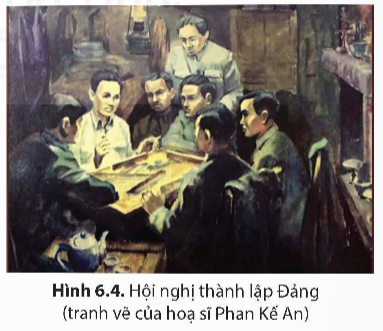 Hình 6.4. Hội nghị thành lập Đảng
(tranh vẽ của hoạ sĩ Phan Kế An)